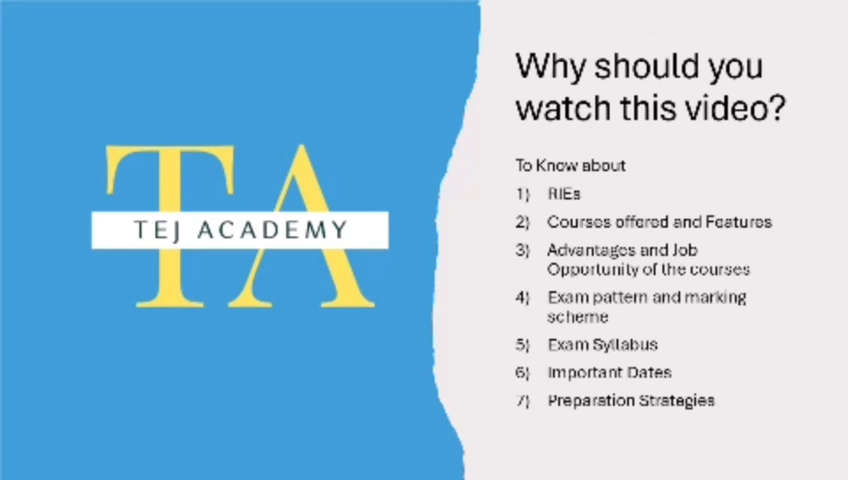 TA
TEJ ACADEMY
Why should you
watch this video?
To Know about
1) RIEs
2) Courses offered and Features
3) Advantages and Job
Opportunity of the courses
4) Exam pattern and marking
scheme
5) Exam Syllabus
6) Important Dates
7) Preparation Strategies